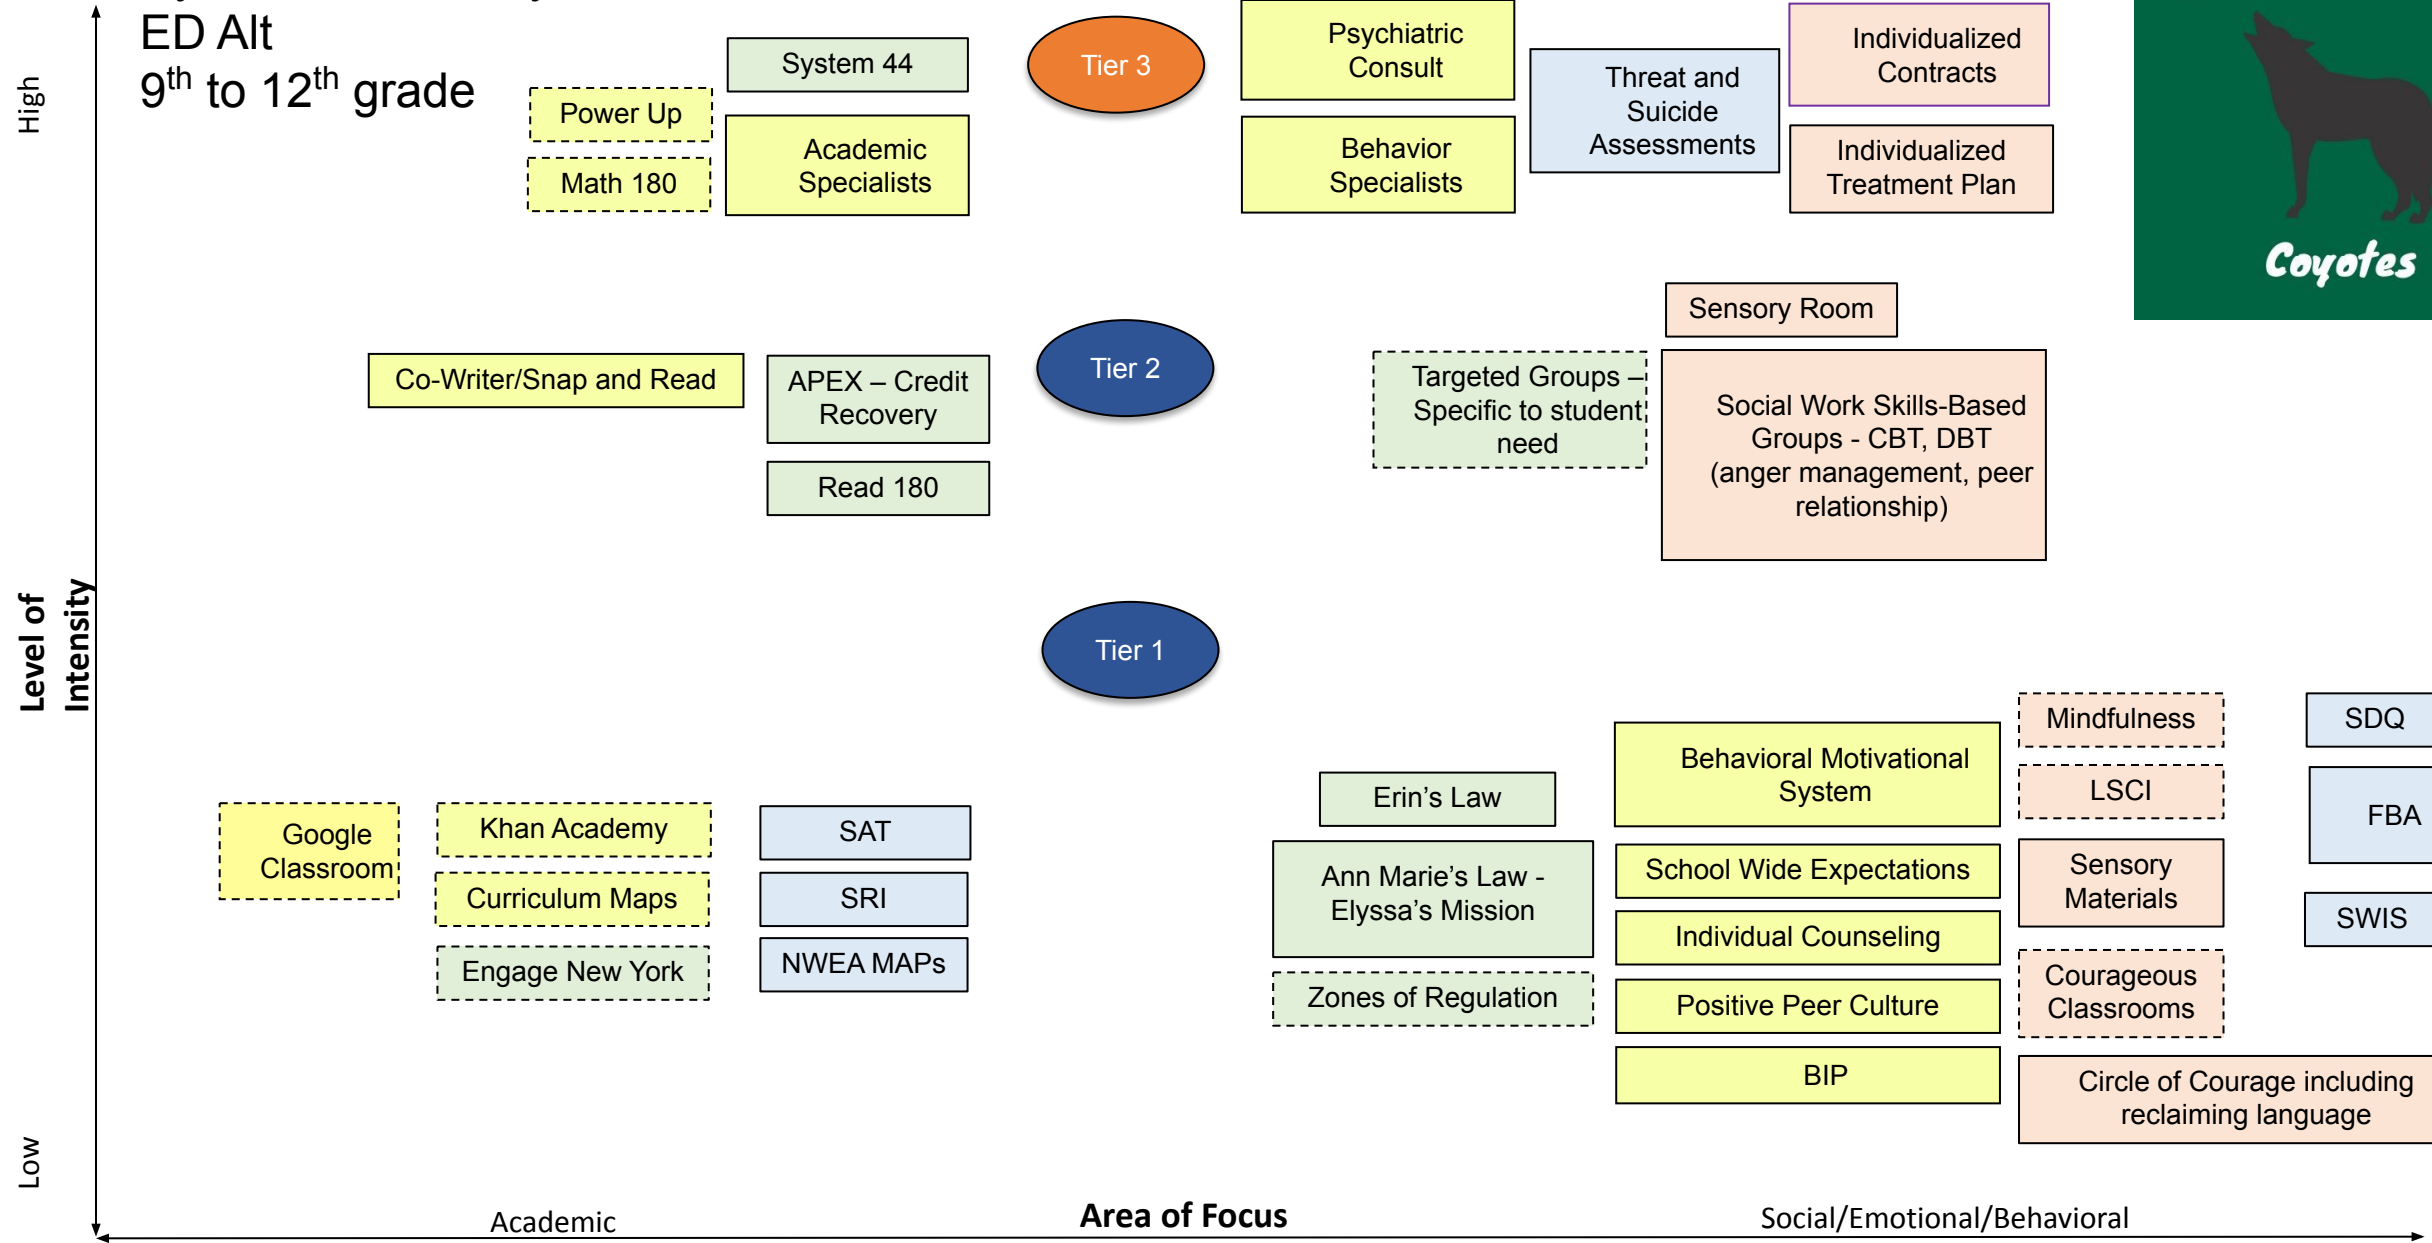 ED Alt
9th to 12th grade
High
System 44
Power Up
Academic
Specialists
Math 180
Tier 3
Psychiatric
Consult
Behavior
Specialists
Threat and
Suicide
Assessments
Individualized
Contracts
Individualized
Treatment Plan
Coyotes
Co-Writer/Snap and Read
APEX – Credit
Recovery
Read 180
Tier 2
Targeted Groups –
Specific to student
need
Sensory Room
Social Work Skills-Based
Groups - CBT, DBT
(anger management, peer
relationship)
Level of
Intensity
Tier 1
Google
Classroom
Khan Academy
Curriculum Maps
Engage New York
SAT
SRI
NWEA MAPs
Erin’s Law
Ann Marie’s Law -
Elyssa’s Mission
Zones of Regulation
Behavioral Motivational
System
School Wide Expectations
Individual Counseling
Positive Peer Culture
BIP
Mindfulness
LSCI
Sensory
Materials
Courageous
Classrooms
Circle of Courage including
reclaiming language
SDQ
FBA
SWIS
Low
Academic
Area of Focus
Social/Emotional/Behavioral